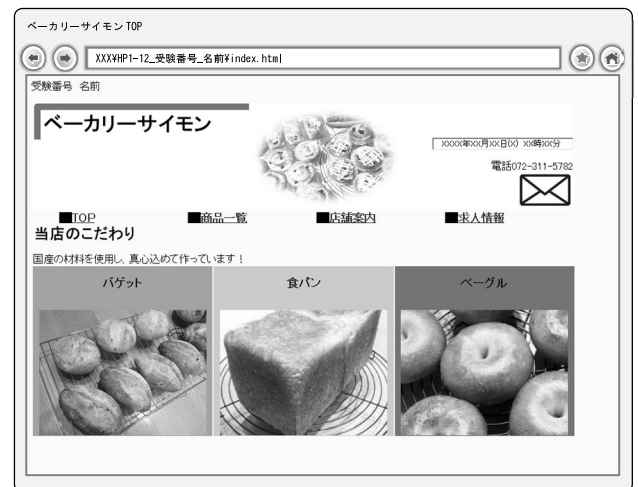 ベーカリーサイモンTOP
XXX¥HP1-12_受験番号_名前¥index.html
受験番号 名前
ベーカリーサイモン
XXXX年XX月XX日(X) XX時XX分
電話072-311-5782
■TOP ■商品一覧 ■店舗案内 ■求人情報
当店のこだわり
国産の材料を使用し、真心込めて作っています！
バゲット 食パン ベーグル